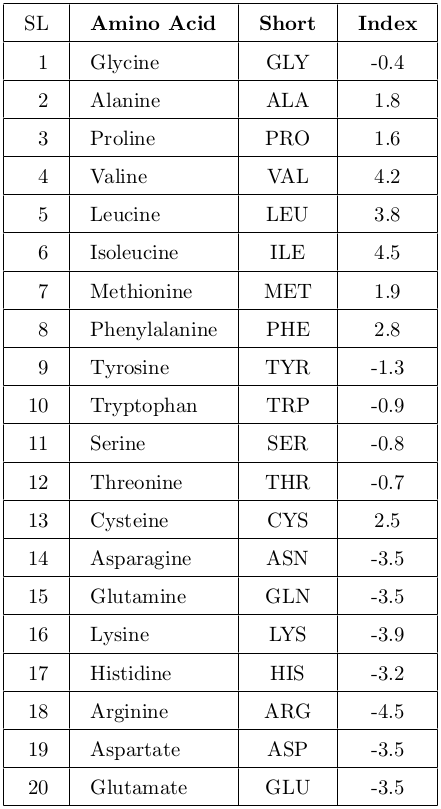 SL Amino Acid Short Index
1 Glycine GLY -0.4
2 Alanine ALA 1.8
3 Proline PRO 1.6
4 Valine VAL 4.2
5 Leucine LEU 3.8
6 Isoleucine ILE 4.5
7 Methionine MET 1.9
8 Phenylalanine PHE 2.8
9 Tyrosine TYR -1.3
10 Tryptophan TRP -0.9
11 Serine SER -0.8
12 Threonine THR -0.7
13 Cysteine CYS 2.5
14 Asparagine ASN -3.5
15 Glutamine GLN -3.5
16 Lysine LYS -3.9
17 Histidine HIS -3.2
18 Arginine ARG -4.5
19 Aspartate ASP -3.5
20 Glutamate GLU -3.5